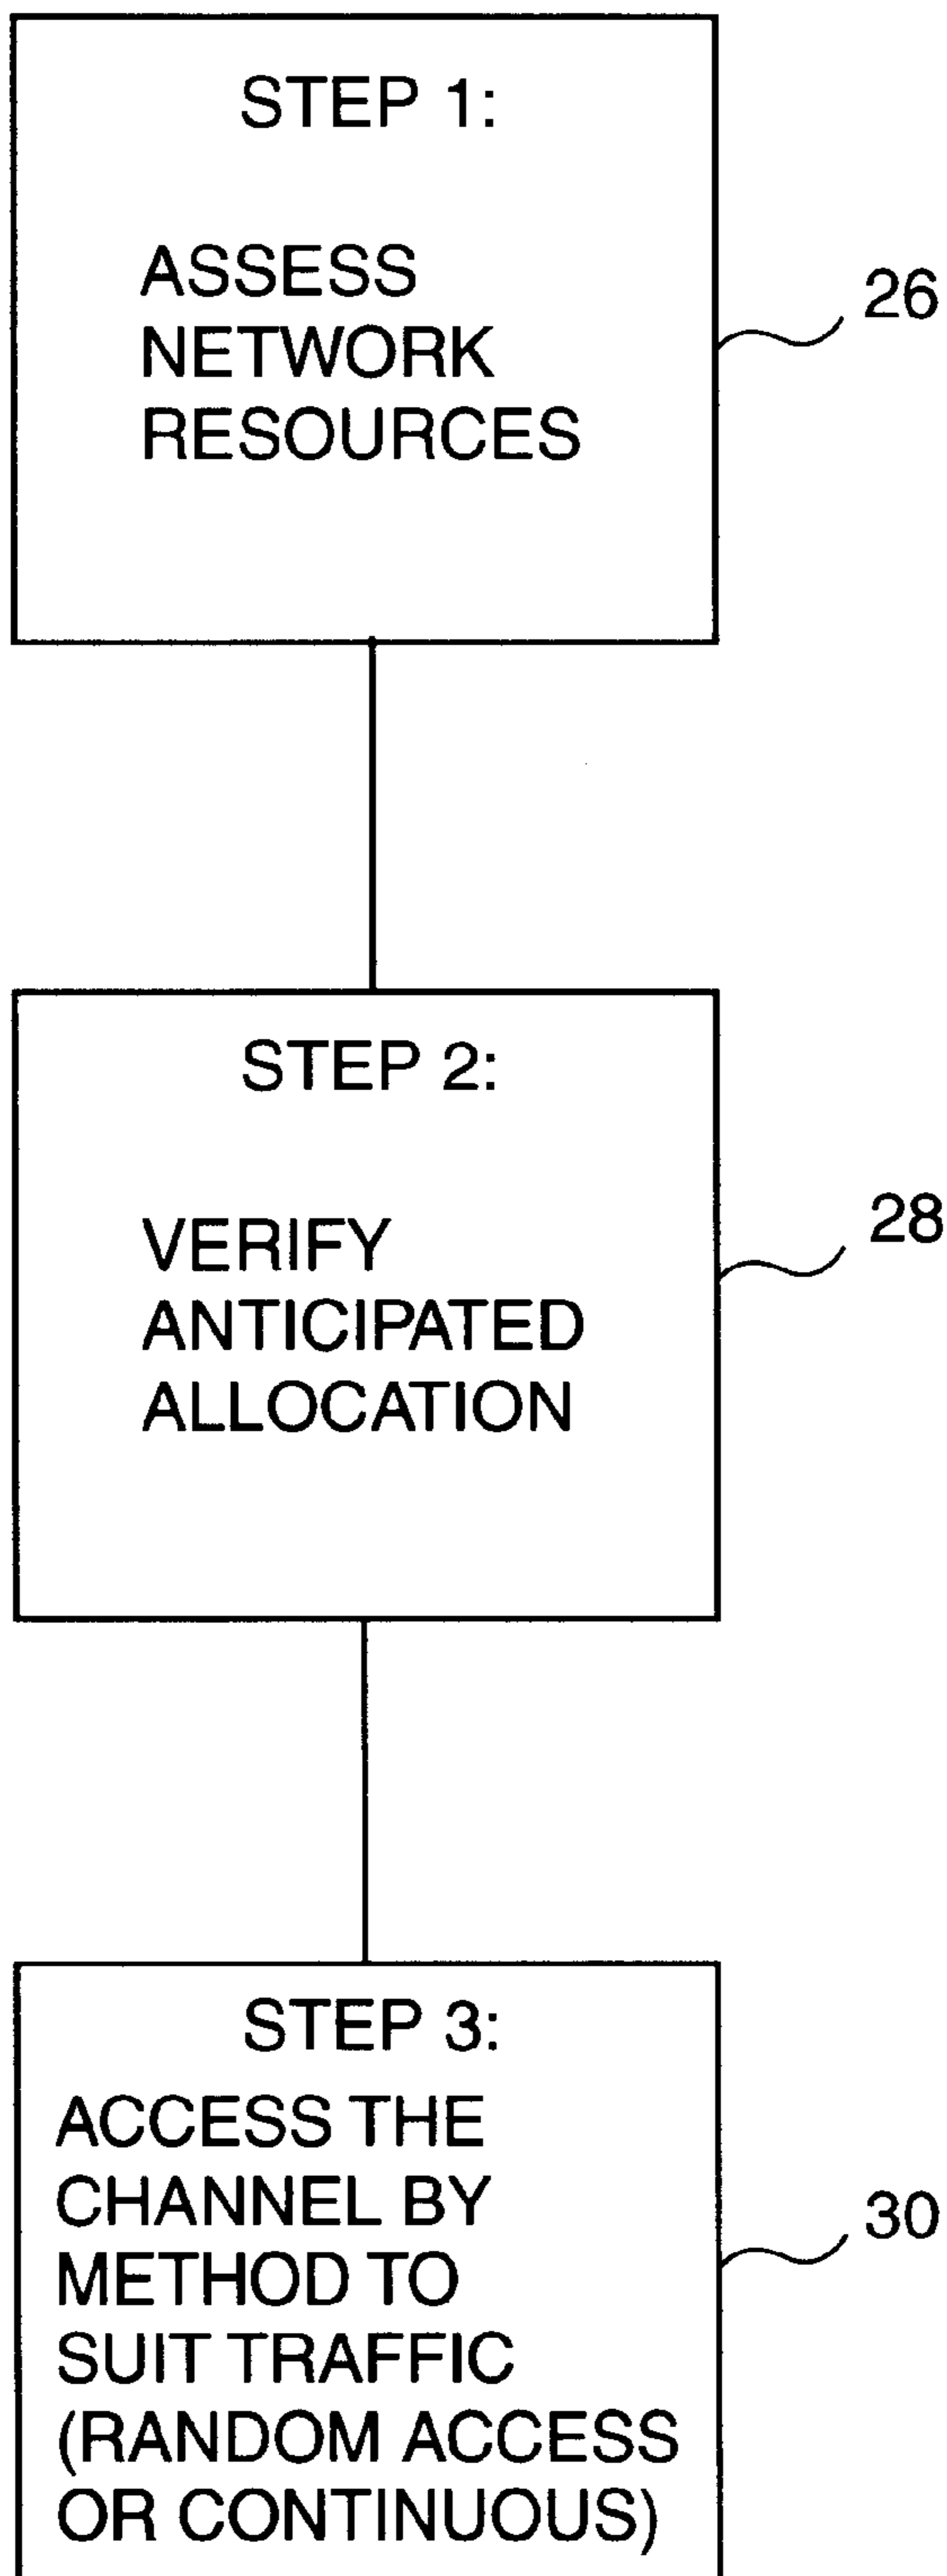 STEP 1:
ASSESS
NETWORK
RESOURCES
26
STEP 2:
VERIFY
ANTICIPATED
ALLOCATION
28
STEP 3:
ACCESS THE
CHANNEL BY
METHOD TO
SUIT TRAFFIC
(RANDOM ACCESS
OR CONTINUOUS)
30